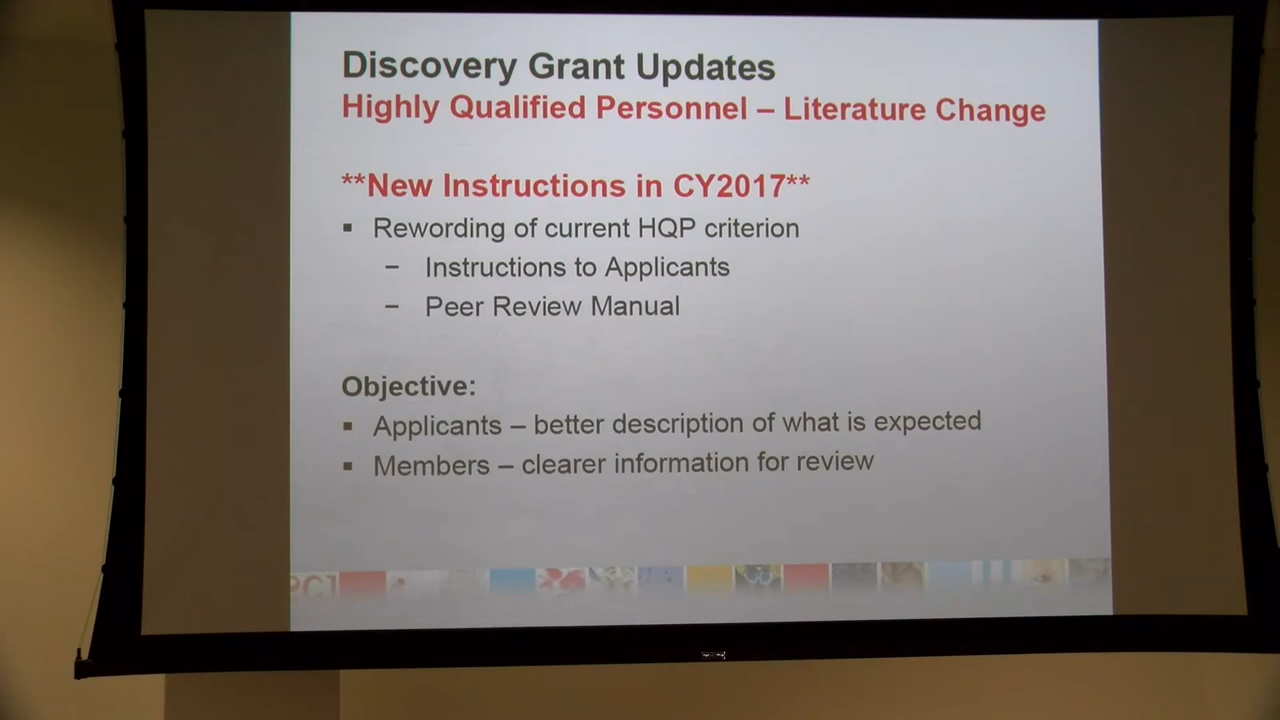 Discovery Grant Updates
Highly Qualified Personnel – Literature Change
**New Instructions in CY2017**
▪ Rewording of current HQP criterion
– Instructions to Applicants
– Peer Review Manual
Objective:
▪ Applicants – better description of what is expected
▪ Members – clearer information for review